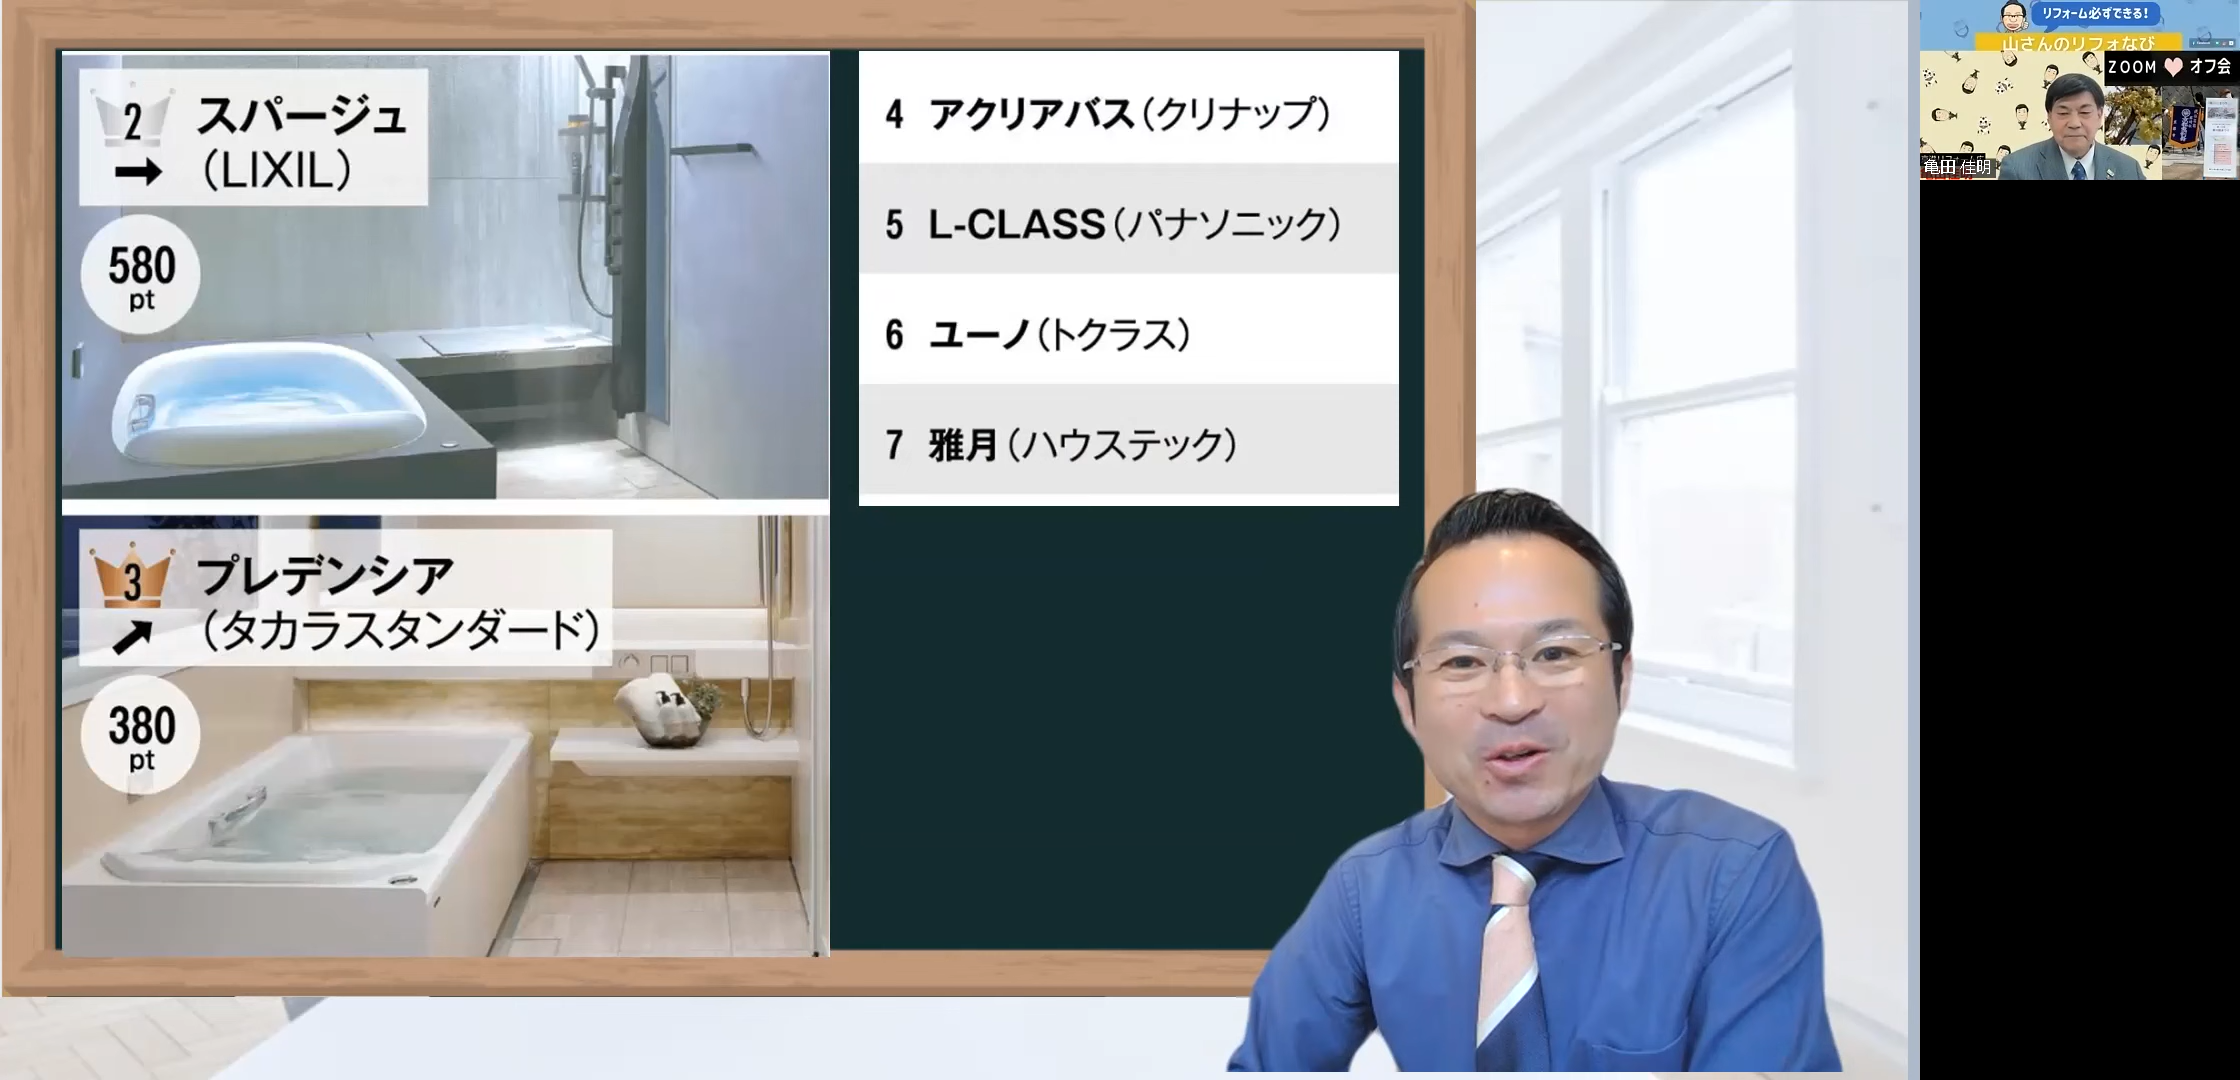 2 スパージュ
→ (LIXIL)
580
pt
3 プレデンシア
(タカラスタンダード)
380
pt
4 アクリアバス(クリナップ)
5 L-CLASS(パナソニック)
6 ユーノ(トクラス)
7 雅月(ハウステック)
リフォーム必ずできる!
山さんのリフォなび
ZOOM ♥ オフ会
亀田 佳明